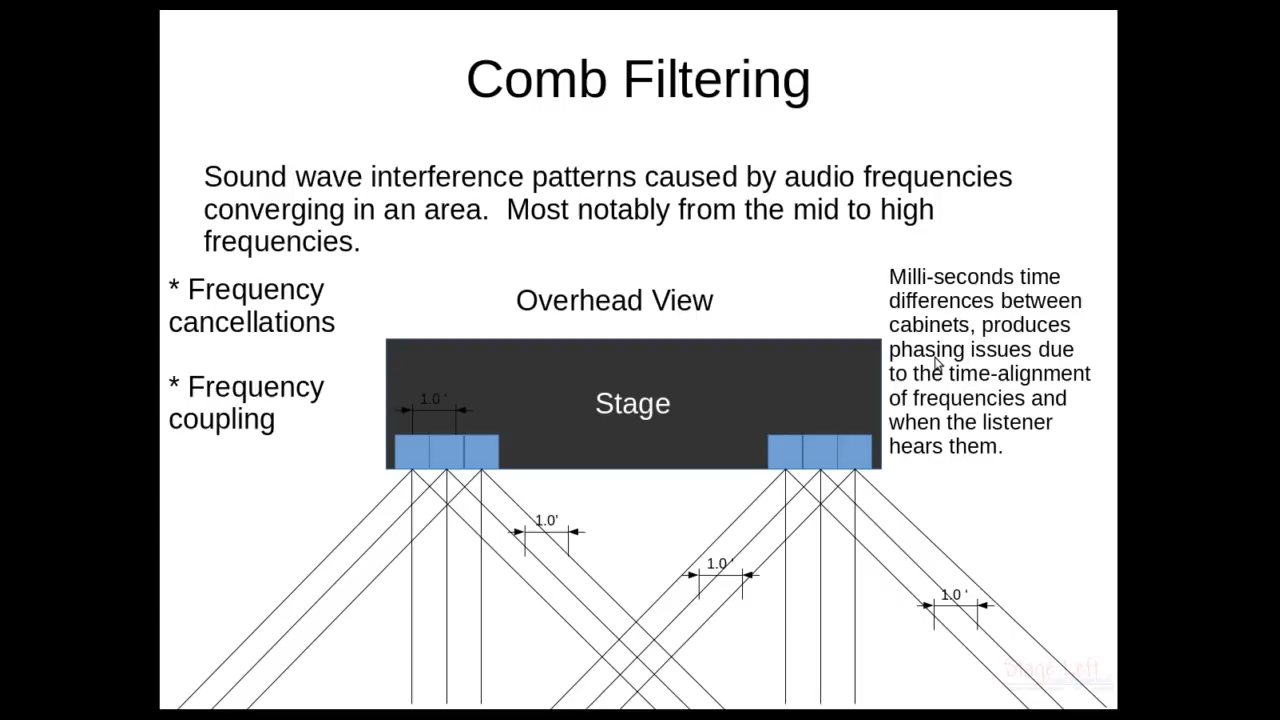 Comb Filtering
Sound wave interference patterns caused by audio frequencies
converging in an area.  Most notably from the mid to high
frequencies.
* Frequency
cancellations
* Frequency
coupling
Overhead View
Milli-seconds time
differences between
cabinets, produces
phasing issues due
to the time-alignment
of frequencies and
when the listener
hears them.
1.0 '
Stage
1.0'
1.0 '
1.0 '
Stage Left